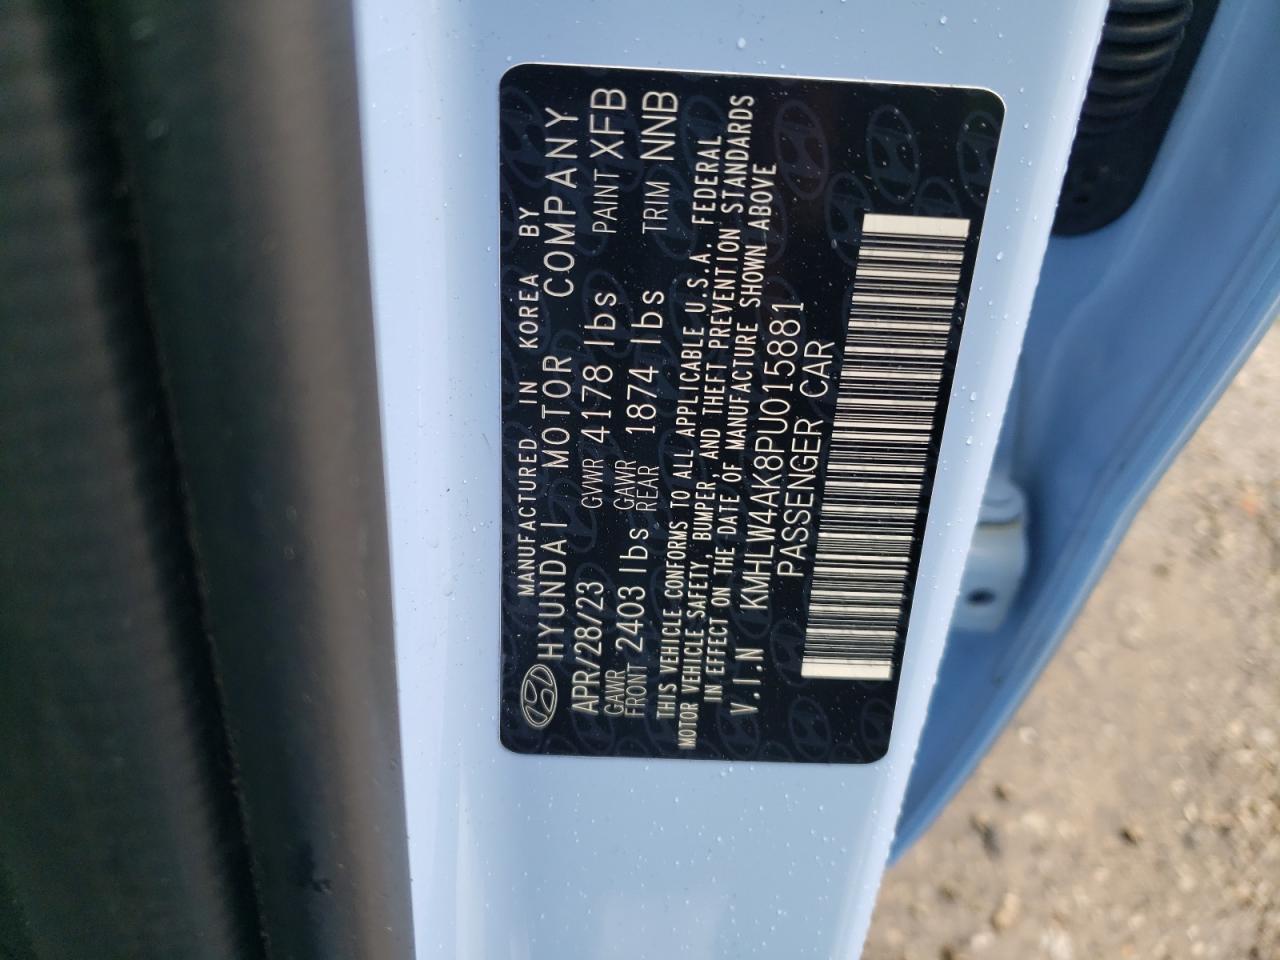 MANUFACTURED IN KOREA BY
HYUNDAI MOTOR COMPANY
APR/28/23 GVWR 4178 lbs PAINT XFB
GAWR FRONT 2403 lbs GAWR REAR 1874 lbs TRIM NNB
THIS VEHICLE CONFORMS TO ALL APPLICABLE U.S.A. FEDERAL
MOTOR VEHICLE SAFETY, BUMPER, AND THEFT PREVENTION STANDARDS
IN EFFECT ON THE DATE OF MANUFACTURE SHOWN ABOVE
V.I.N KMHLW4AK8PU015881
PASSENGER CAR